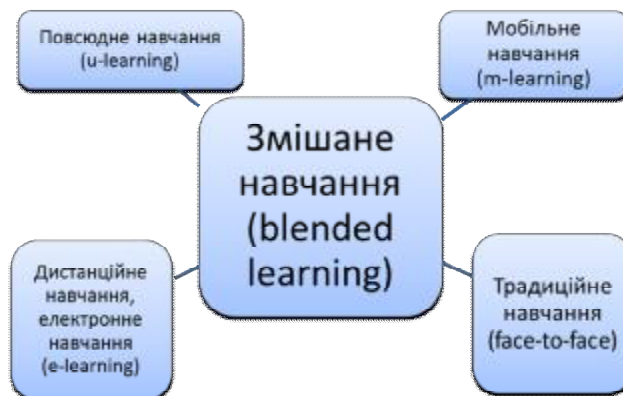 Повсюдне навчання
(u-learning)
Мобільне
навчання
(m-learning)
Змішане
навчання
(blended
learning)
Дистанційне
навчання,
електронне
навчання
(e-learning)
Традиційне
навчання
(face-to-face)